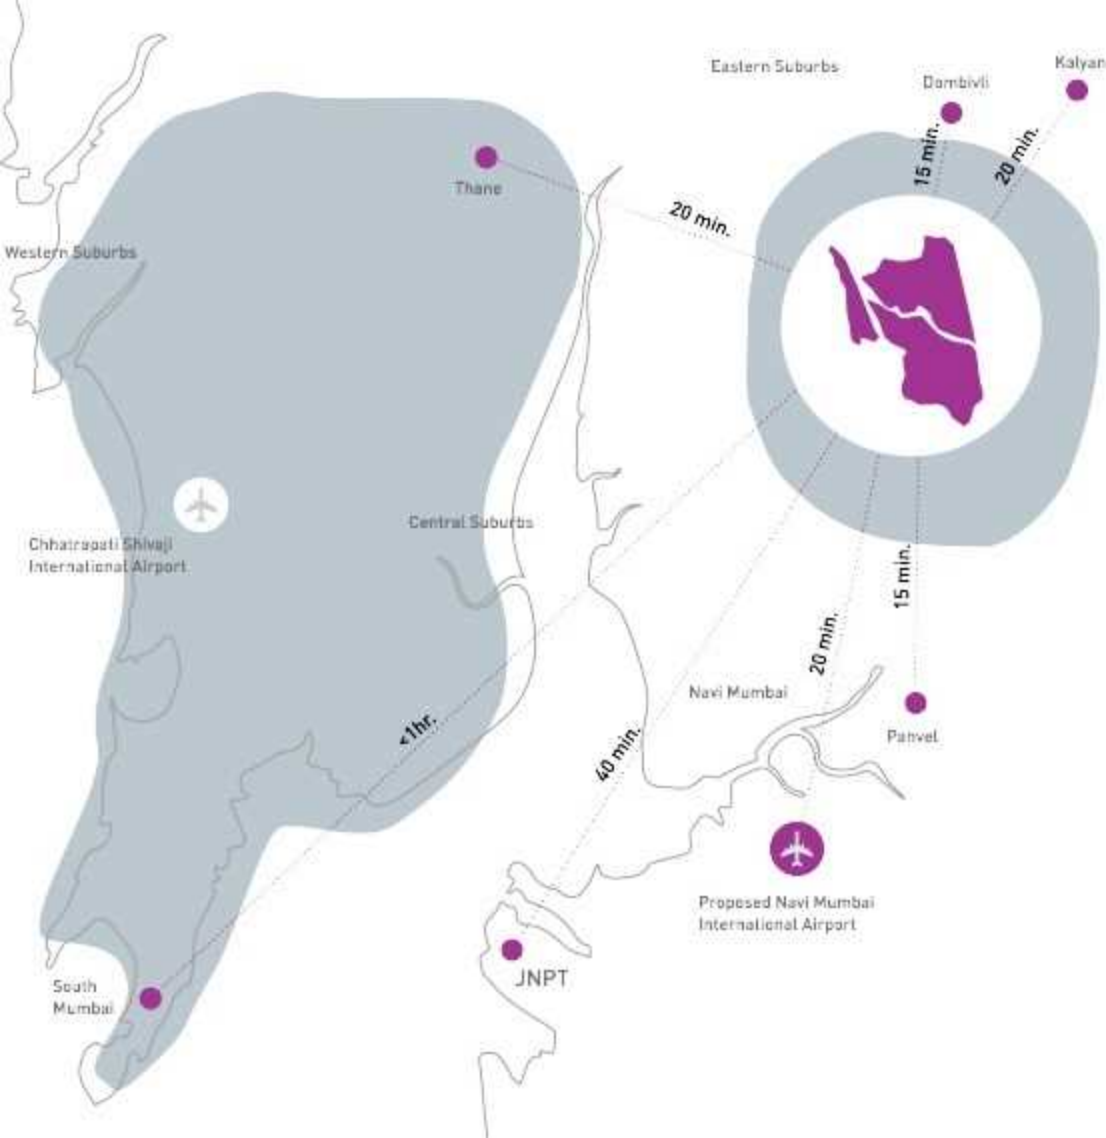 Eastern Suburbs
Kalyan
Dombivli
15 min.
20 min.
Thane
20 min.
Western Suburbs
Central Suburbs
Chhatrapati Shivaji
International Airport
15 min.
20 min.
Navi Mumbai
<1hr.
40 min.
Panvel
Proposed Navi Mumbai
International Airport
JNPT
South
Mumbai